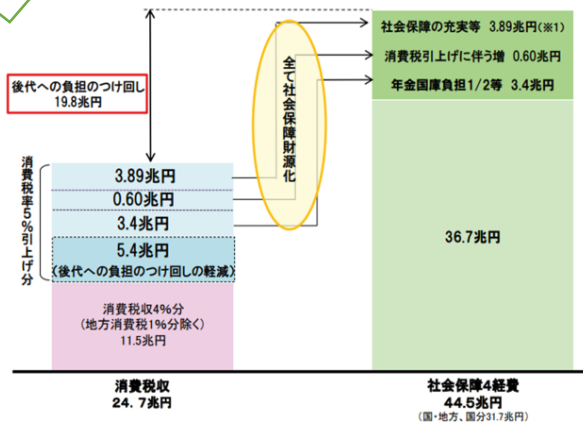 社会保障の充実等 3.89兆円(※1)
消費税引上げに伴う増 0.60兆円
年金国庫負担1/2等 3.4兆円
後代への負担のつけ回し
19.8兆円
全て社会保障財源化
消費税率5%引上げ分
3.89兆円
0.60兆円
3.4兆円
5.4兆円
(後代への負担のつけ回しの軽減)
消費税収4%分
(地方消費税1%分除く)
11.5兆円
36.7兆円
消費税収
24.7兆円
社会保障4経費
44.5兆円
(国・地方、国分31.7兆円)